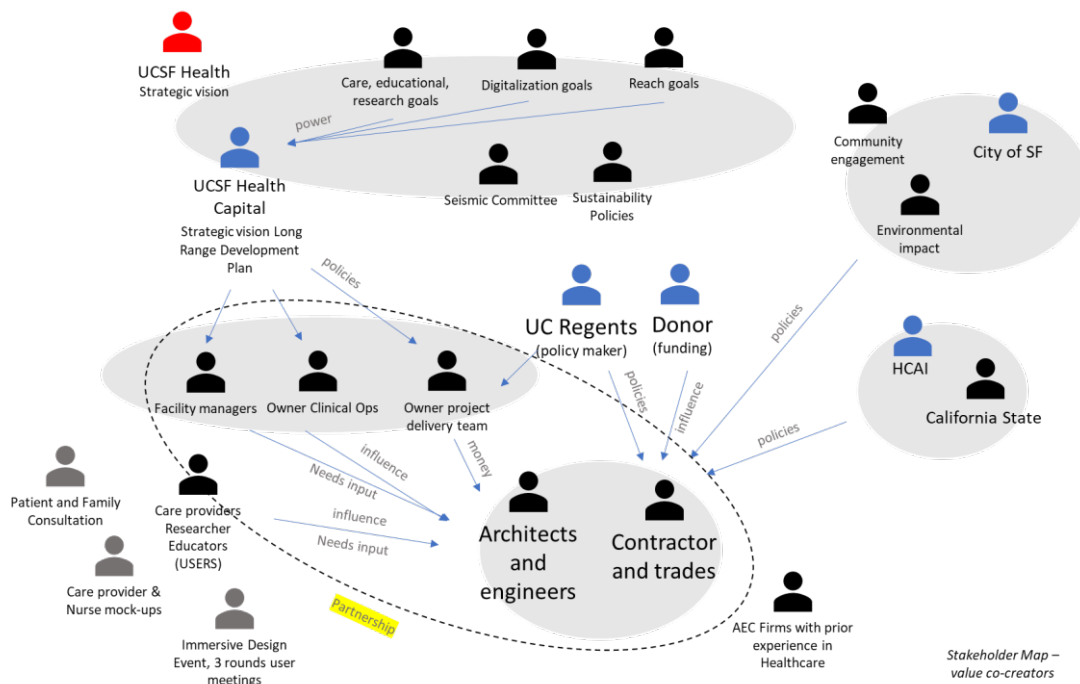 UCSF Health
Strategic vision
Care, educational,
research goals
Digitalization goals
Reach goals
power
UCSF Health
Capital
Strategic vision Long
Range Development
Plan
Seismic Committee
Sustainability
Policies
Community
engagement
City of SF
Environmental
impact
policies
UC Regents
(policy maker)
Donor
(funding)
policies
HCAI
California State
Facility managers
Owner Clinical Ops
Owner project
delivery team
policies
influence
policies
money
influence
Needs input
Patient and Family
Consultation
Care providers
Researcher
Educators
(USERS)
influence
Needs input
Architects
and
engineers
Contractor
and trades
Care provider &
Nurse mock-ups
Partnership
Immersive Design
Event, 3 rounds user
meetings
AEC Firms with prior
experience in
Healthcare
Stakeholder Map –
value co-creators